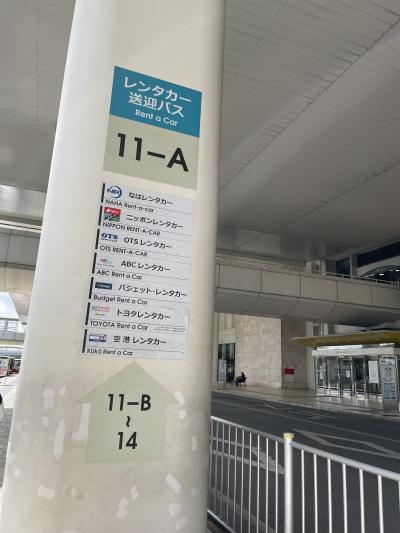 レンタカー
送迎バス
Rent a Car
11-A
NR
なはレンタカー
NAHA Rent-a-car
ニッポンレンタカー
NIPPON RENT-A-CAR
OTS
OTSレンタカー
OTS RENT-A-CAR
ABCレンタカー
ABC Rent a Car
Budget
バジェット・レンタカー
Budget Rent a Car
トヨタレンタカー
TOYOTA Rent a Car
空港レンタカー
Kūkō Rent a Car
11-B
～
14